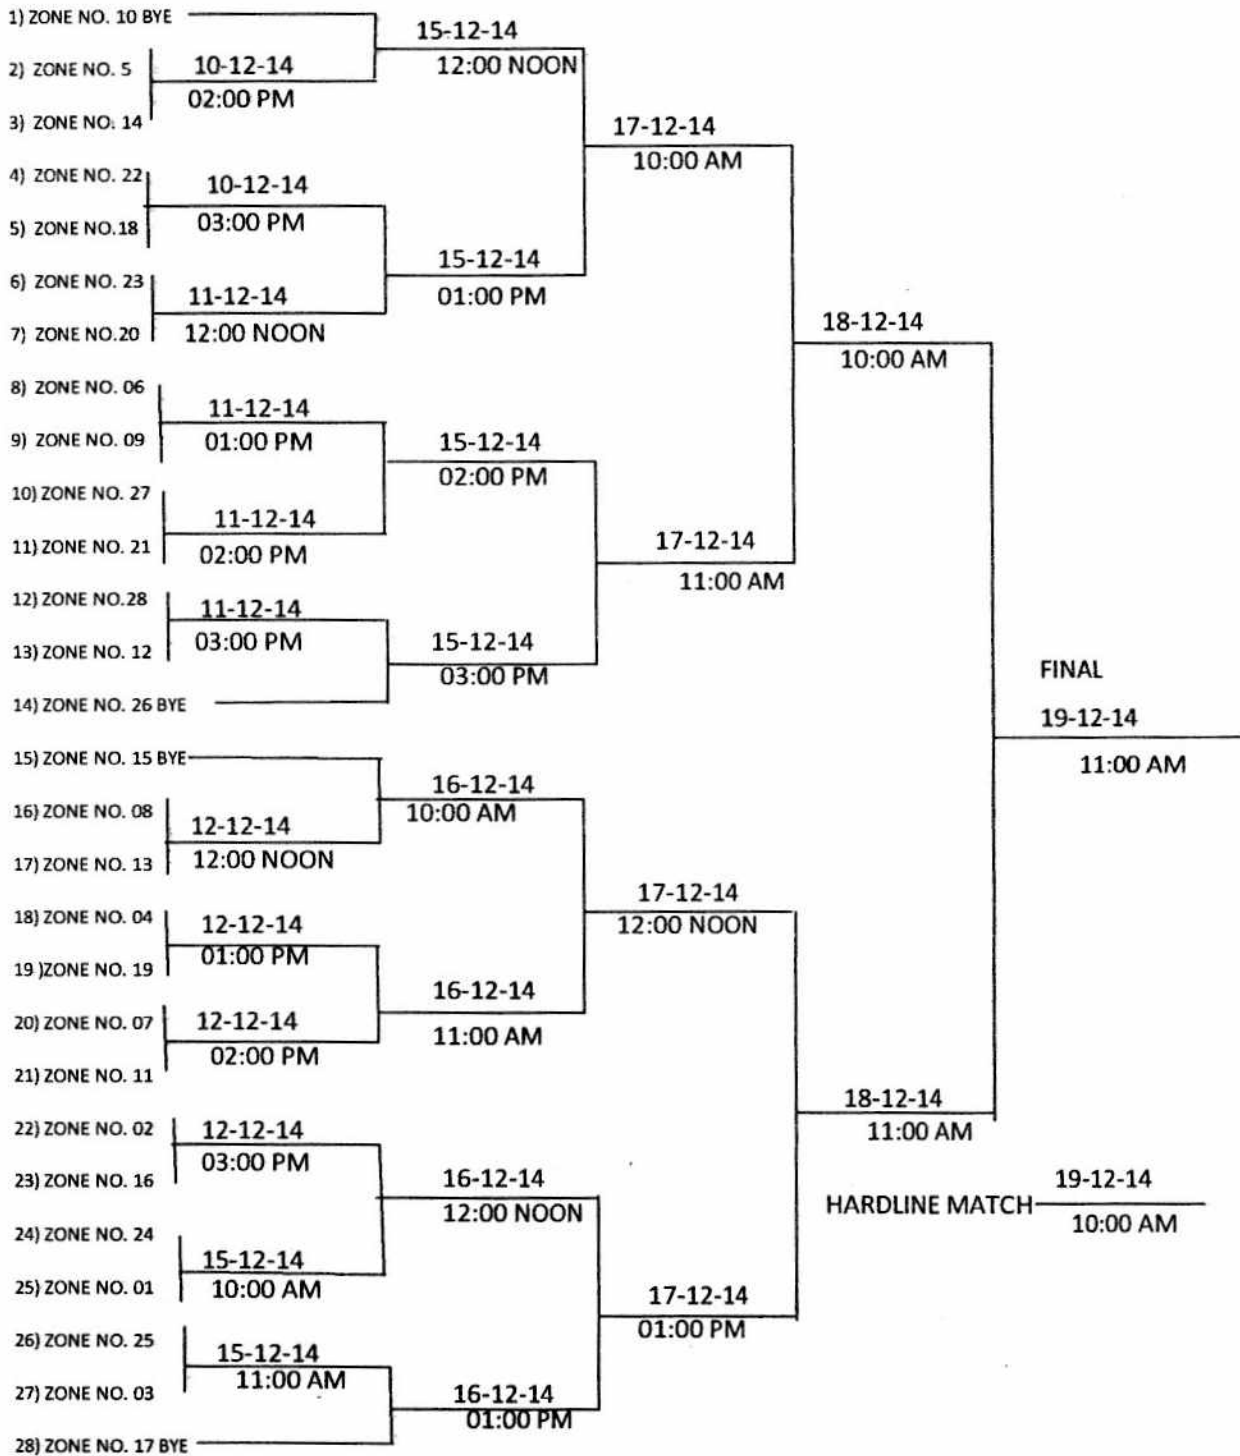 1) ZONE NO. 10 BYE
15-12-14
12:00 NOON
2) ZONE NO. 5
10-12-14
02:00 PM
3) ZONE NO. 14
17-12-14
10:00 AM
4) ZONE NO. 22
10-12-14
03:00 PM
5) ZONE NO.18
15-12-14
01:00 PM
6) ZONE NO. 23
11-12-14
12:00 NOON
7) ZONE NO.20
18-12-14
10:00 AM
8) ZONE NO. 06
11-12-14
01:00 PM
9) ZONE NO. 09
15-12-14
02:00 PM
10) ZONE NO. 27
11-12-14
02:00 PM
11) ZONE NO. 21
17-12-14
11:00 AM
12) ZONE NO.28
11-12-14
03:00 PM
13) ZONE NO. 12
15-12-14
03:00 PM
14) ZONE NO. 26 BYE
FINAL
19-12-14
11:00 AM
15) ZONE NO. 15 BYE
16-12-14
10:00 AM
16) ZONE NO. 08
12-12-14
12:00 NOON
17) ZONE NO. 13
17-12-14
12:00 NOON
18) ZONE NO. 04
12-12-14
01:00 PM
19 )ZONE NO. 19
16-12-14
11:00 AM
20) ZONE NO. 07
12-12-14
02:00 PM
21) ZONE NO. 11
18-12-14
11:00 AM
22) ZONE NO. 02
12-12-14
03:00 PM
23) ZONE NO. 16
16-12-14
12:00 NOON
HARDLINE MATCH
19-12-14
10:00 AM
24) ZONE NO. 24
15-12-14
10:00 AM
25) ZONE NO. 01
17-12-14
01:00 PM
26) ZONE NO. 25
15-12-14
11:00 AM
27) ZONE NO. 03
16-12-14
01:00 PM
28) ZONE NO. 17 BYE